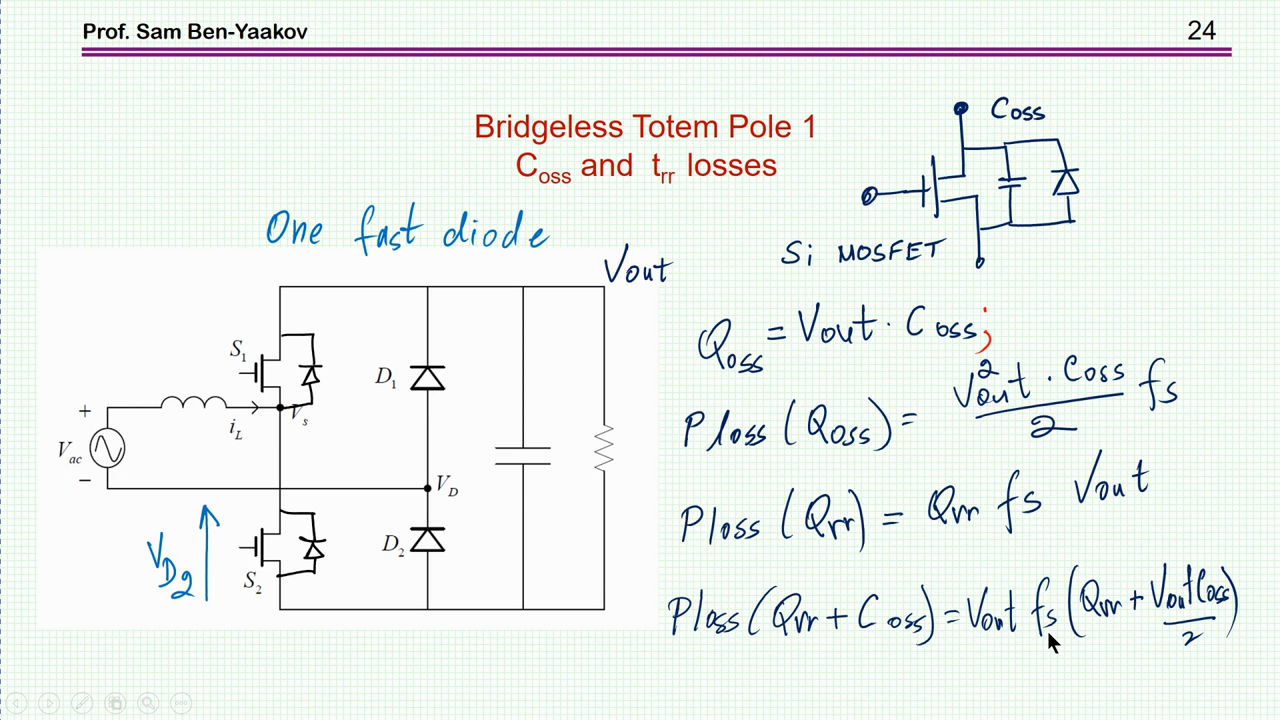 Prof. Sam Ben-Yaakov
24
Bridgeless Totem Pole 1
Coss and trr losses
One fast diode
Coss
Si MOSFET
Vout
S1
D1
Vac
+
−
iL
Vs
VD
VD2
S2
D2
Qoss = Vout · Coss;
Ploss (Qoss) = Vout² · Coss / 2 fs
Ploss (Qrr) = Qrr fs Vout
Ploss (Qrr + Coss) = Vout fs (Qrr + Vout Coss / 2)